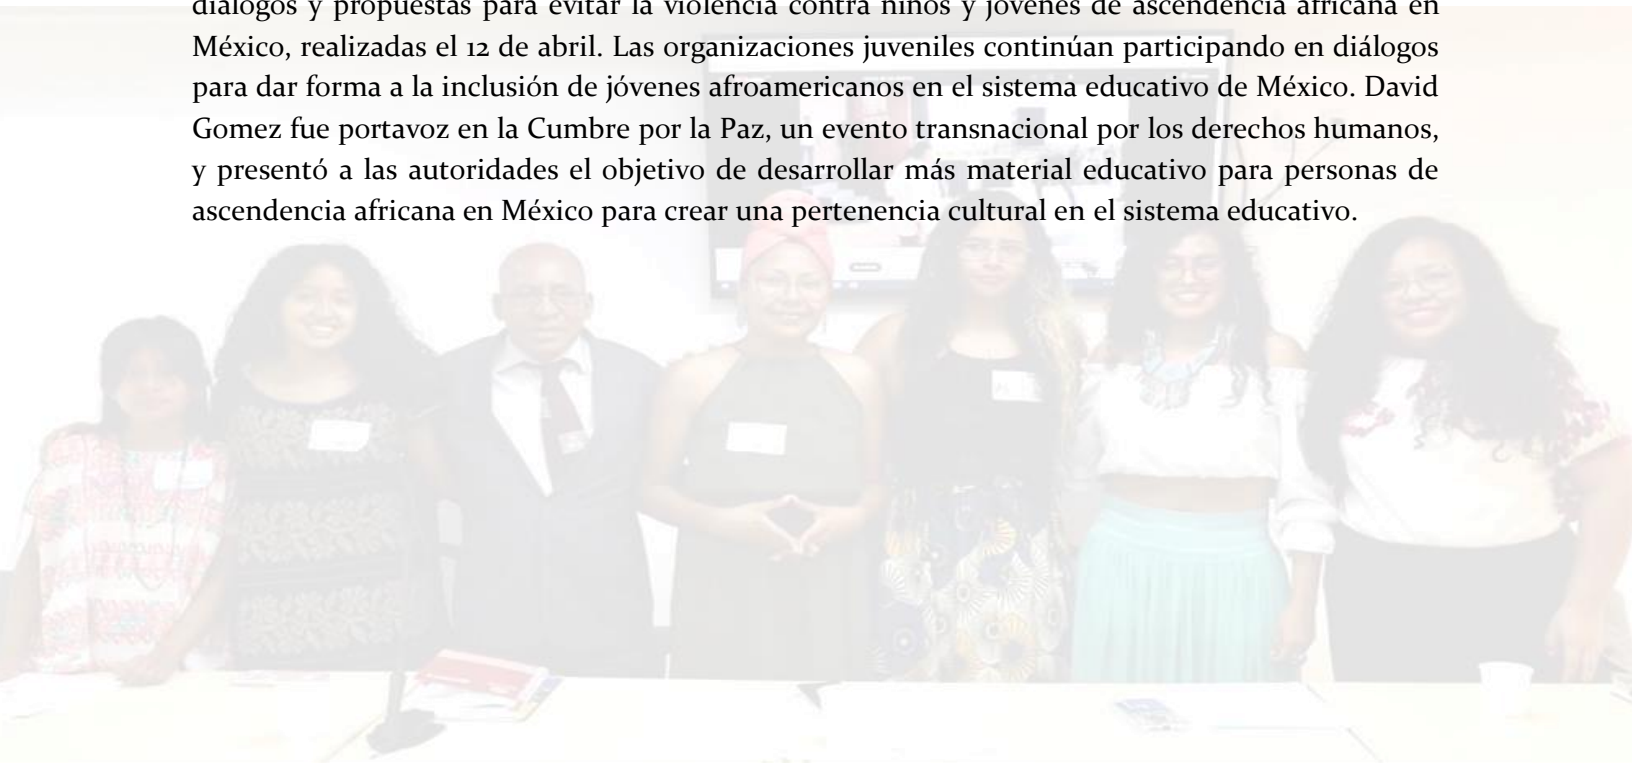 diálogos y propuestas para evitar la violencia contra niños y jóvenes de ascendencia africana en
México, realizadas el 12 de abril. Las organizaciones juveniles continúan participando en diálogos
para dar forma a la inclusión de jóvenes afroamericanos en el sistema educativo de México. David
Gomez fue portavoz en la Cumbre por la Paz, un evento transnacional por los derechos humanos,
y presentó a las autoridades el objetivo de desarrollar más material educativo para personas de
ascendencia africana en México para crear una pertenencia cultural en el sistema educativo.